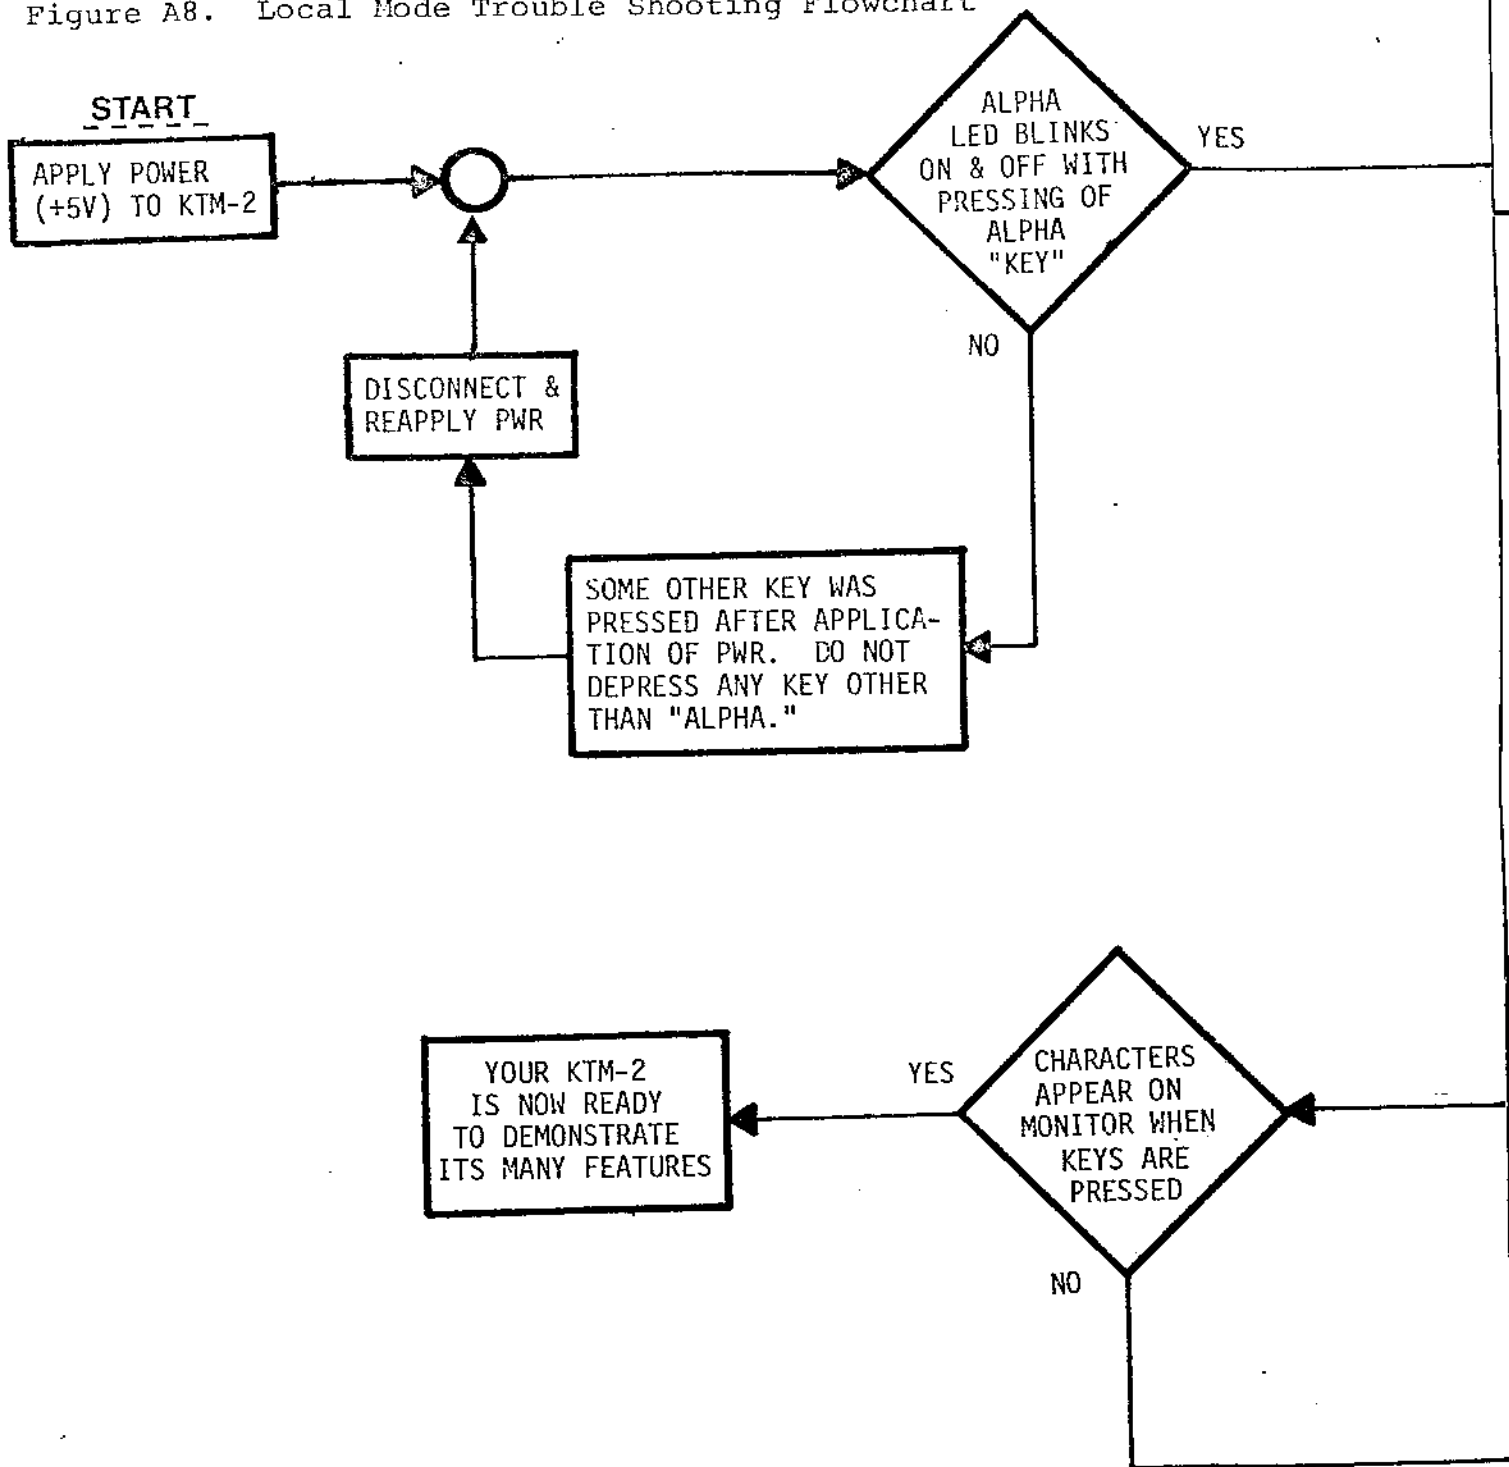 Figure A8. Local Mode Trouble Shooting Flowchart
START
APPLY POWER
(+5V) TO KTM-2
ALPHA
LED BLINKS
ON & OFF WITH
PRESSING OF
ALPHA
"KEY"
YES
NO
DISCONNECT &
REAPPLY PWR
SOME OTHER KEY WAS
PRESSED AFTER APPLICA-
TION OF PWR. DO NOT
DEPRESS ANY KEY OTHER
THAN "ALPHA."
YOUR KTM-2
IS NOW READY
TO DEMONSTRATE
ITS MANY FEATURES
YES
CHARACTERS
APPEAR ON
MONITOR WHEN
KEYS ARE
PRESSED
NO